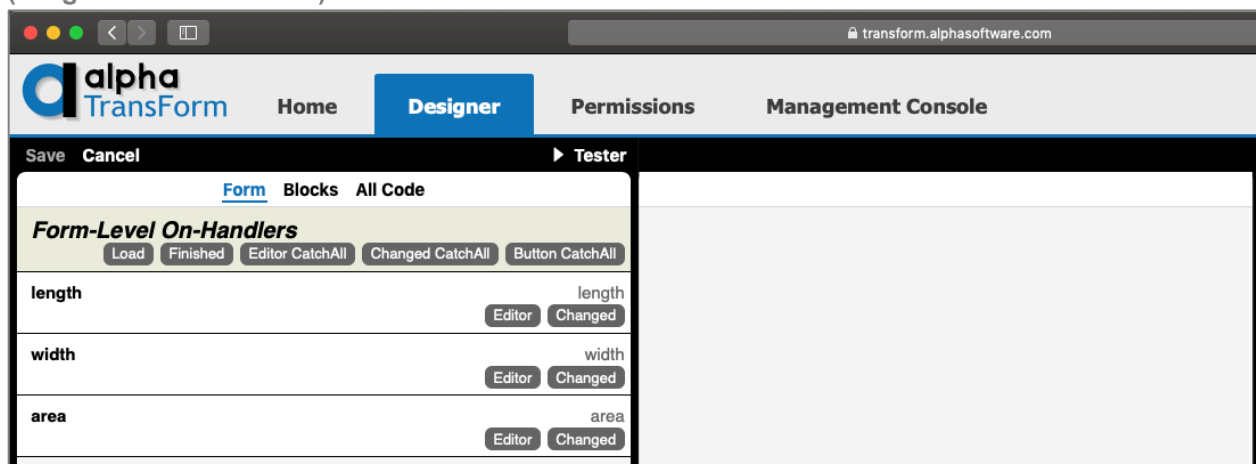 transform.alphasoftware.com
alpha
TransForm Home Designer Permissions Management Console
Save Cancel Tester
Form Blocks All Code
Form-Level On-Handlers
Load Finished Editor CatchAll Changed CatchAll Button CatchAll
length length
Editor Changed
width width
Editor Changed
area area
Editor Changed